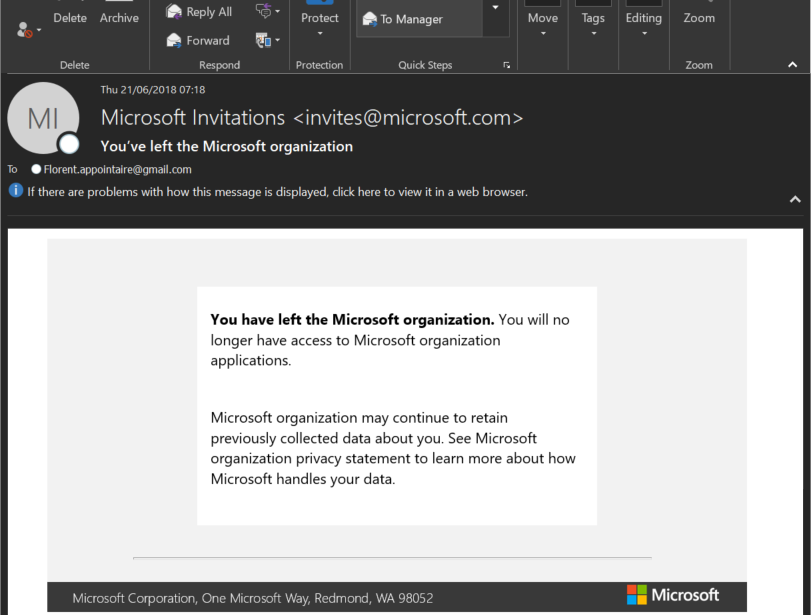 Delete Archive
Reply All
Forward
Protect
To Manager
Move
Tags
Editing
Zoom
Delete
Respond
Protection
Quick Steps
Zoom
MI
Thu 21/06/2018 07:18
Microsoft Invitations <invites@microsoft.com>
You've left the Microsoft organization
To Florent.appointaire@gmail.com
If there are problems with how this message is displayed, click here to view it in a web browser.
You have left the Microsoft organization. You will no
longer have access to Microsoft organization
applications.
Microsoft organization may continue to retain
previously collected data about you. See Microsoft
organization privacy statement to learn more about how
Microsoft handles your data.
Microsoft Corporation, One Microsoft Way, Redmond, WA 98052
Microsoft